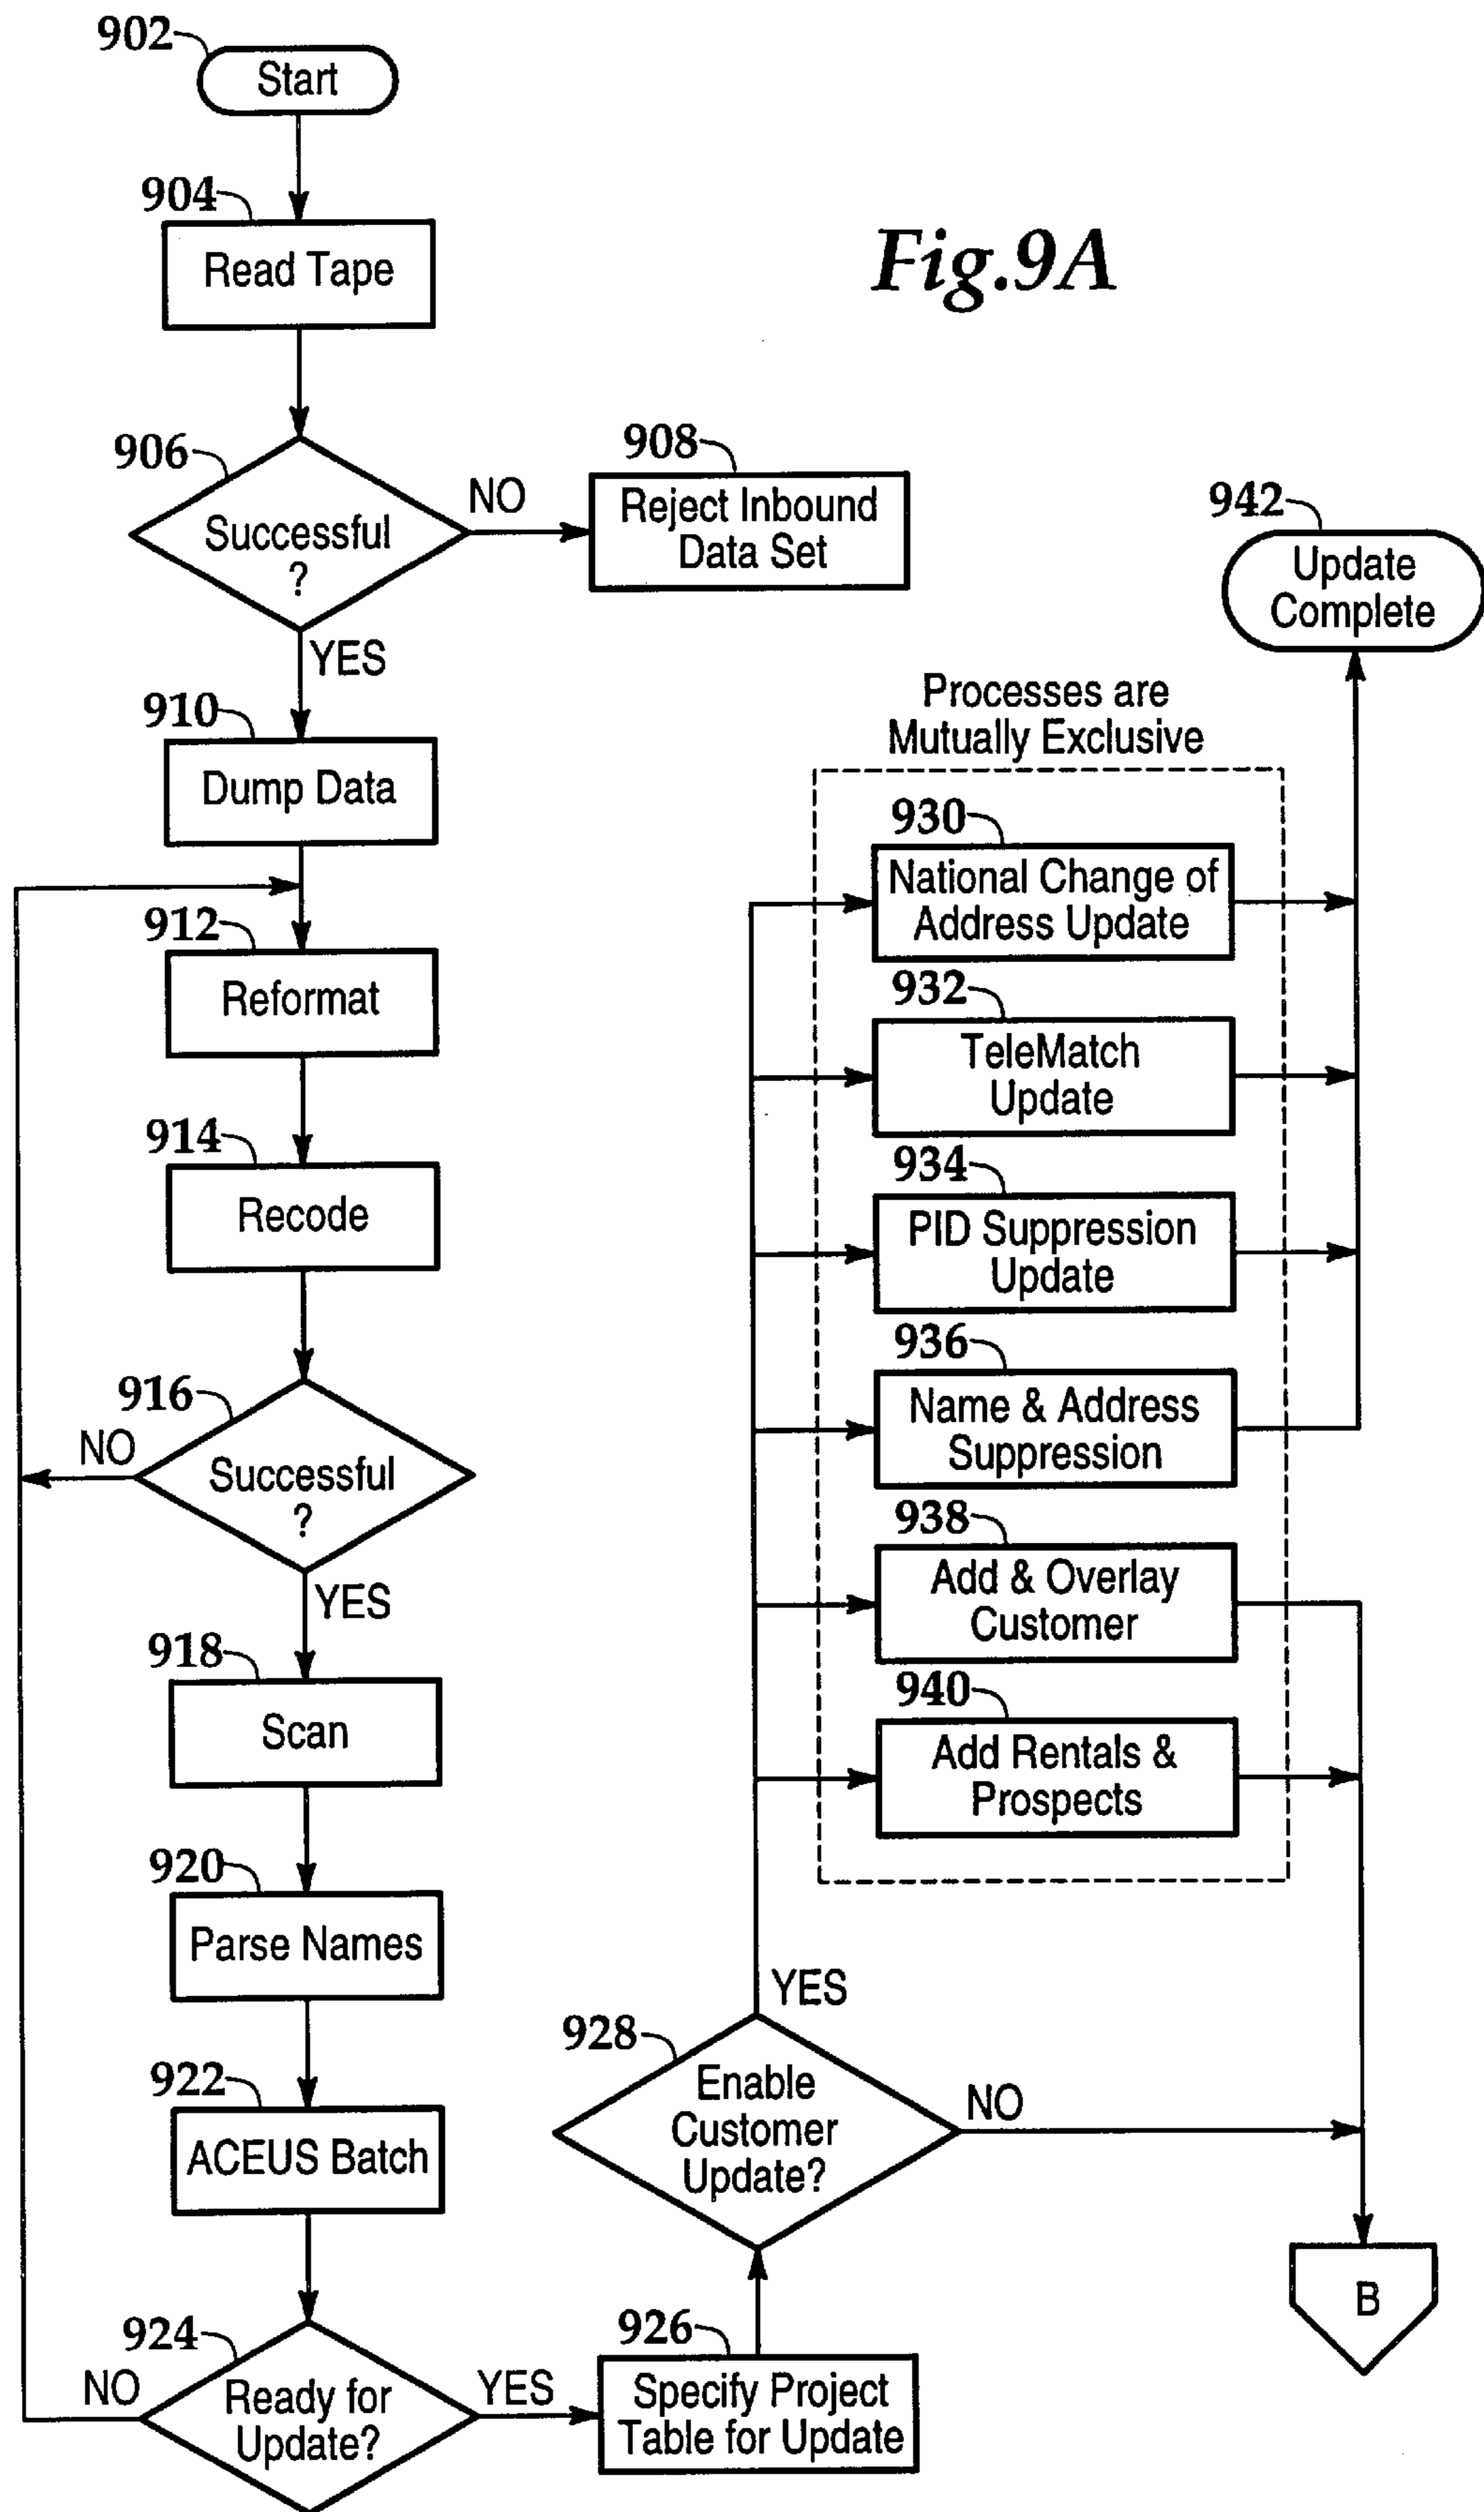 902
Start
904
Read Tape
Fig.9A
906
Successful
?
NO
908
Reject Inbound
Data Set
YES
942
Update
Complete
910
Dump Data
912
Reformat
914
Recode
916
Successful
?
NO
YES
918
Scan
920
Parse Names
922
ACEUS Batch
924
Ready for
Update?
NO
YES
926
Specify Project
Table for Update
928
Enable
Customer
Update?
YES
NO
Processes are
Mutually Exclusive
930
National Change of
Address Update
932
TeleMatch
Update
934
PID Suppression
Update
936
Name & Address
Suppression
938
Add & Overlay
Customer
940
Add Rentals &
Prospects
B